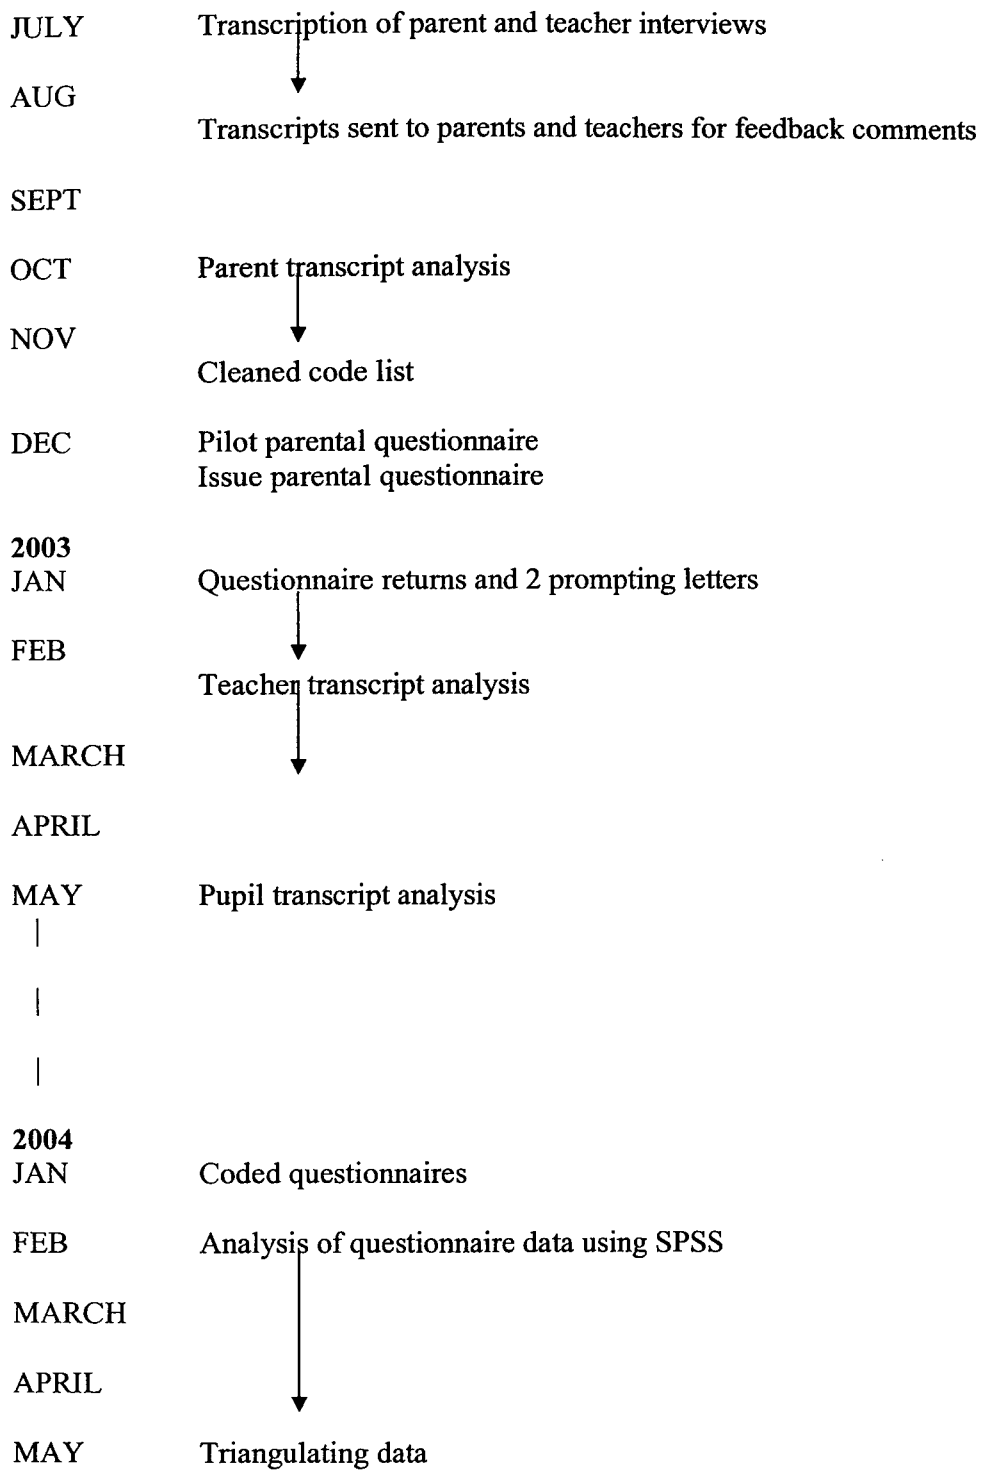 JULY Transcription of parent and teacher interviews
AUG
Transcripts sent to parents and teachers for feedback comments
SEPT
OCT Parent transcript analysis
NOV
Cleaned code list
DEC Pilot parental questionnaire
Issue parental questionnaire
2003
JAN Questionnaire returns and 2 prompting letters
FEB
Teacher transcript analysis
MARCH
APRIL
MAY Pupil transcript analysis
2004
JAN Coded questionnaires
FEB Analysis of questionnaire data using SPSS
MARCH
APRIL
MAY Triangulating data